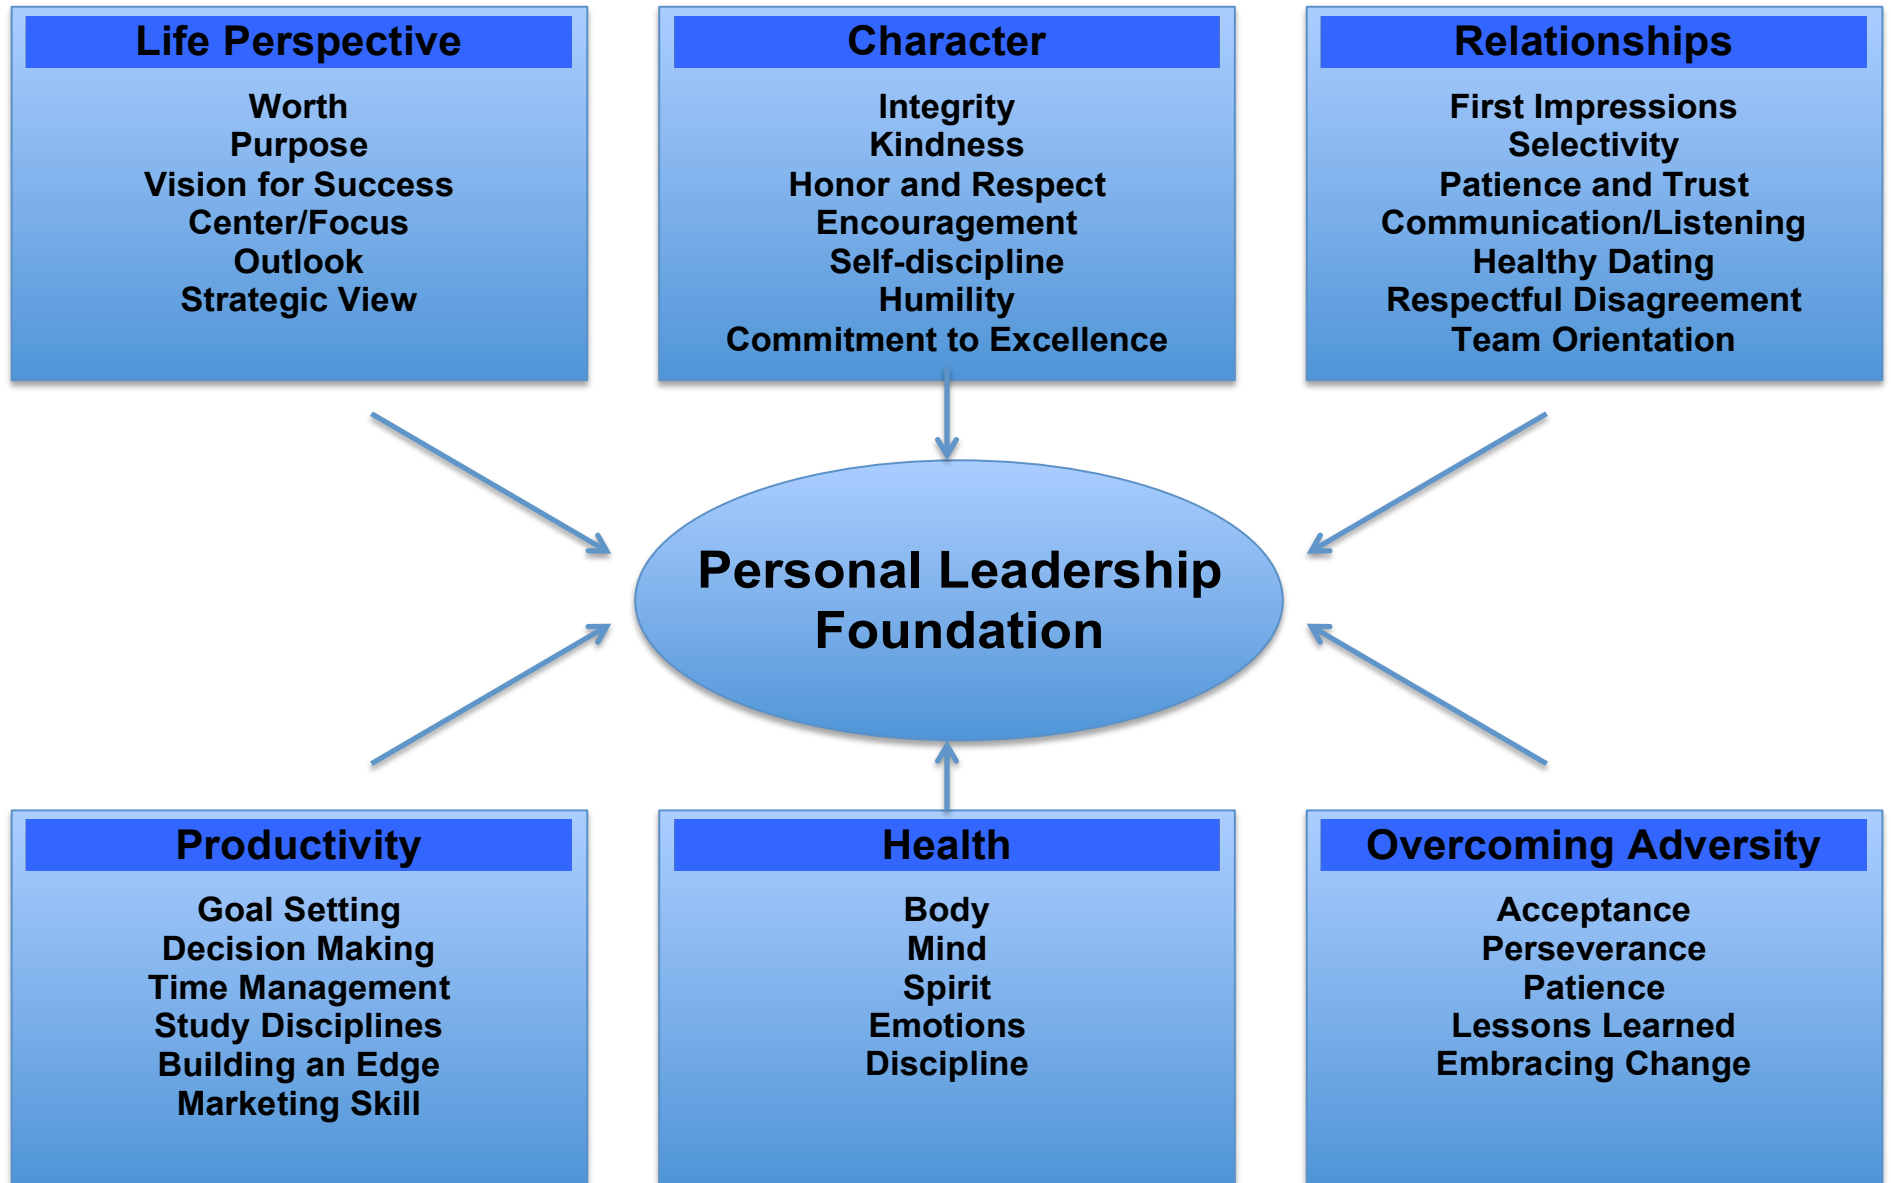 Life Perspective
Worth
Purpose
Vision for Success
Center/Focus
Outlook
Strategic View
Character
Integrity
Kindness
Honor and Respect
Encouragement
Self-discipline
Humility
Commitment to Excellence
Relationships
First Impressions
Selectivity
Patience and Trust
Communication/Listening
Healthy Dating
Respectful Disagreement
Team Orientation
Personal Leadership
Foundation
Productivity
Goal Setting
Decision Making
Time Management
Study Disciplines
Building an Edge
Marketing Skill
Health
Body
Mind
Spirit
Emotions
Discipline
Overcoming Adversity
Acceptance
Perseverance
Patience
Lessons Learned
Embracing Change